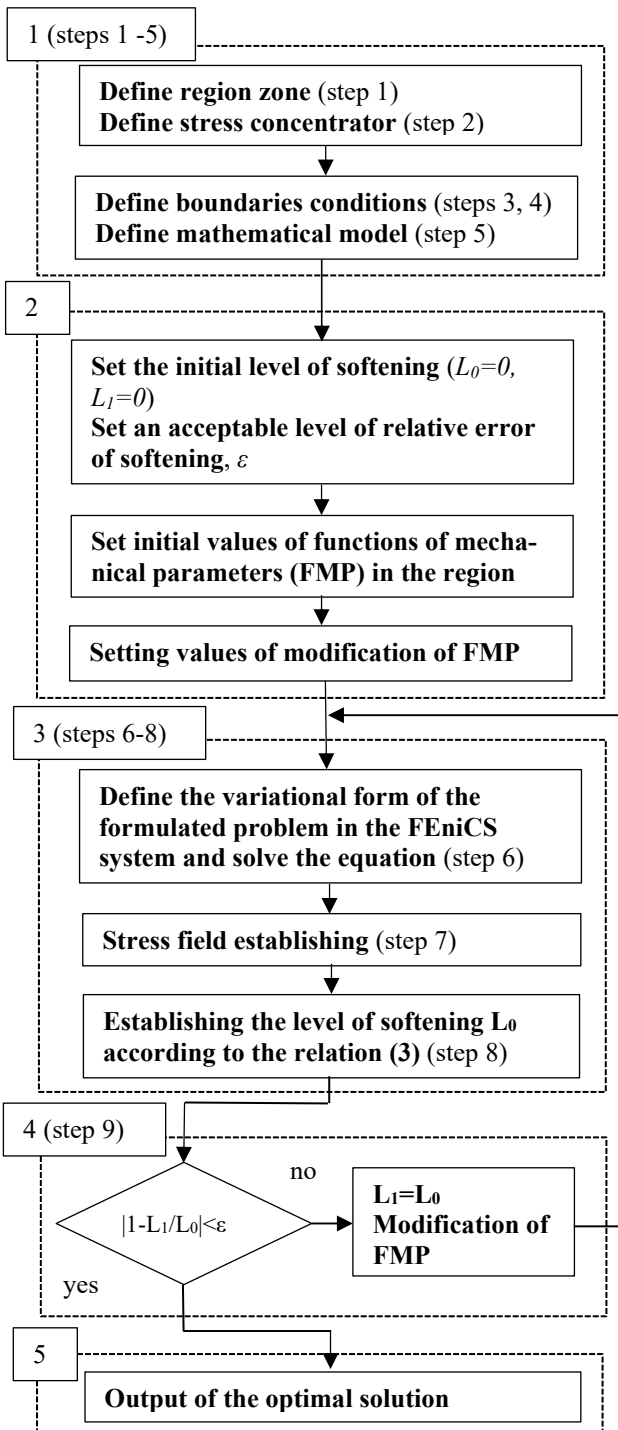 1 (steps 1 -5)
Define region zone (step 1)
Define stress concentrator (step 2)
Define boundaries conditions (steps 3, 4)
Define mathematical model (step 5)
2
Set the initial level of softening (L₀=0,
L₁=0)
Set an acceptable level of relative error
of softening, ε
Set initial values of functions of mecha-
nical parameters (FMP) in the region
Setting values of modification of FMP
3 (steps 6-8)
Define the variational form of the
formulated problem in the FEniCS
system and solve the equation (step 6)
Stress field establishing (step 7)
Establishing the level of softening L₀
according to the relation (3) (step 8)
4 (step 9)
no
|1-L₁/L₀|<ε
L₁=L₀
Modification of
FMP
yes
5
Output of the optimal solution